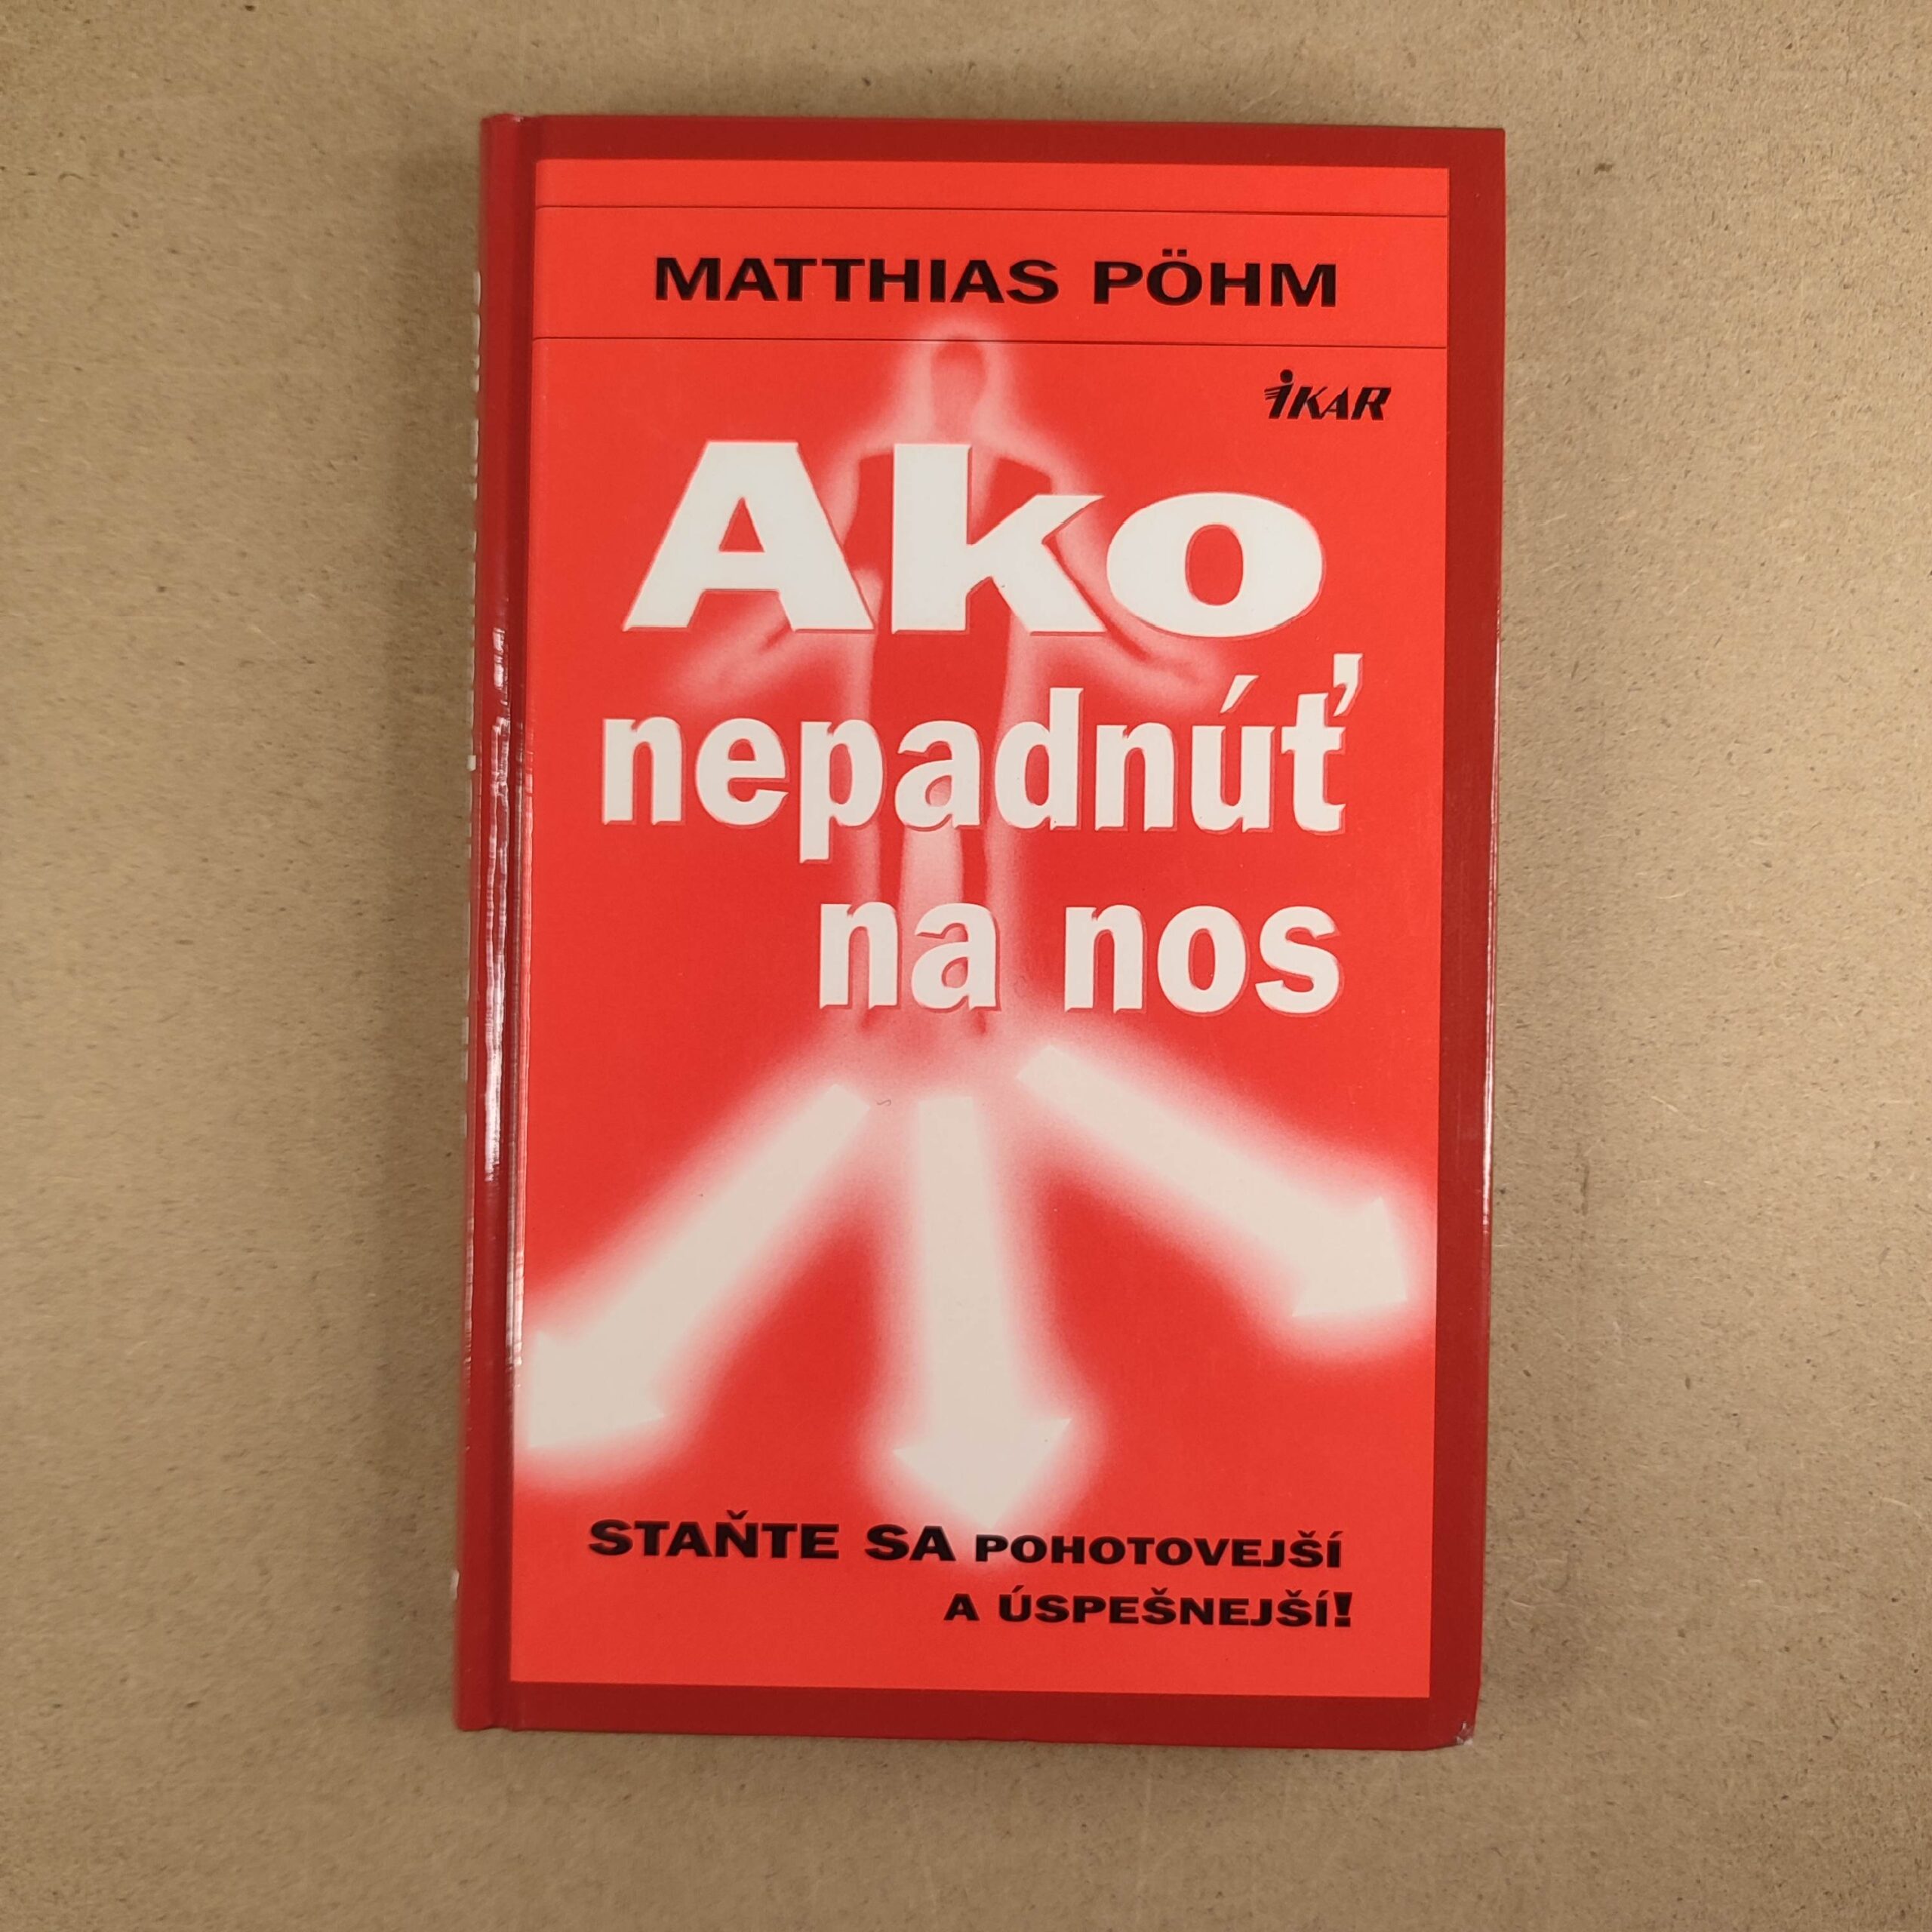 MATTHIAS PÖHM
iKAR
Ako
nepadnúť
na nos
STAŇTE SA POHOTOVEJŠÍ
A ÚSPEŠNEJŠÍ!